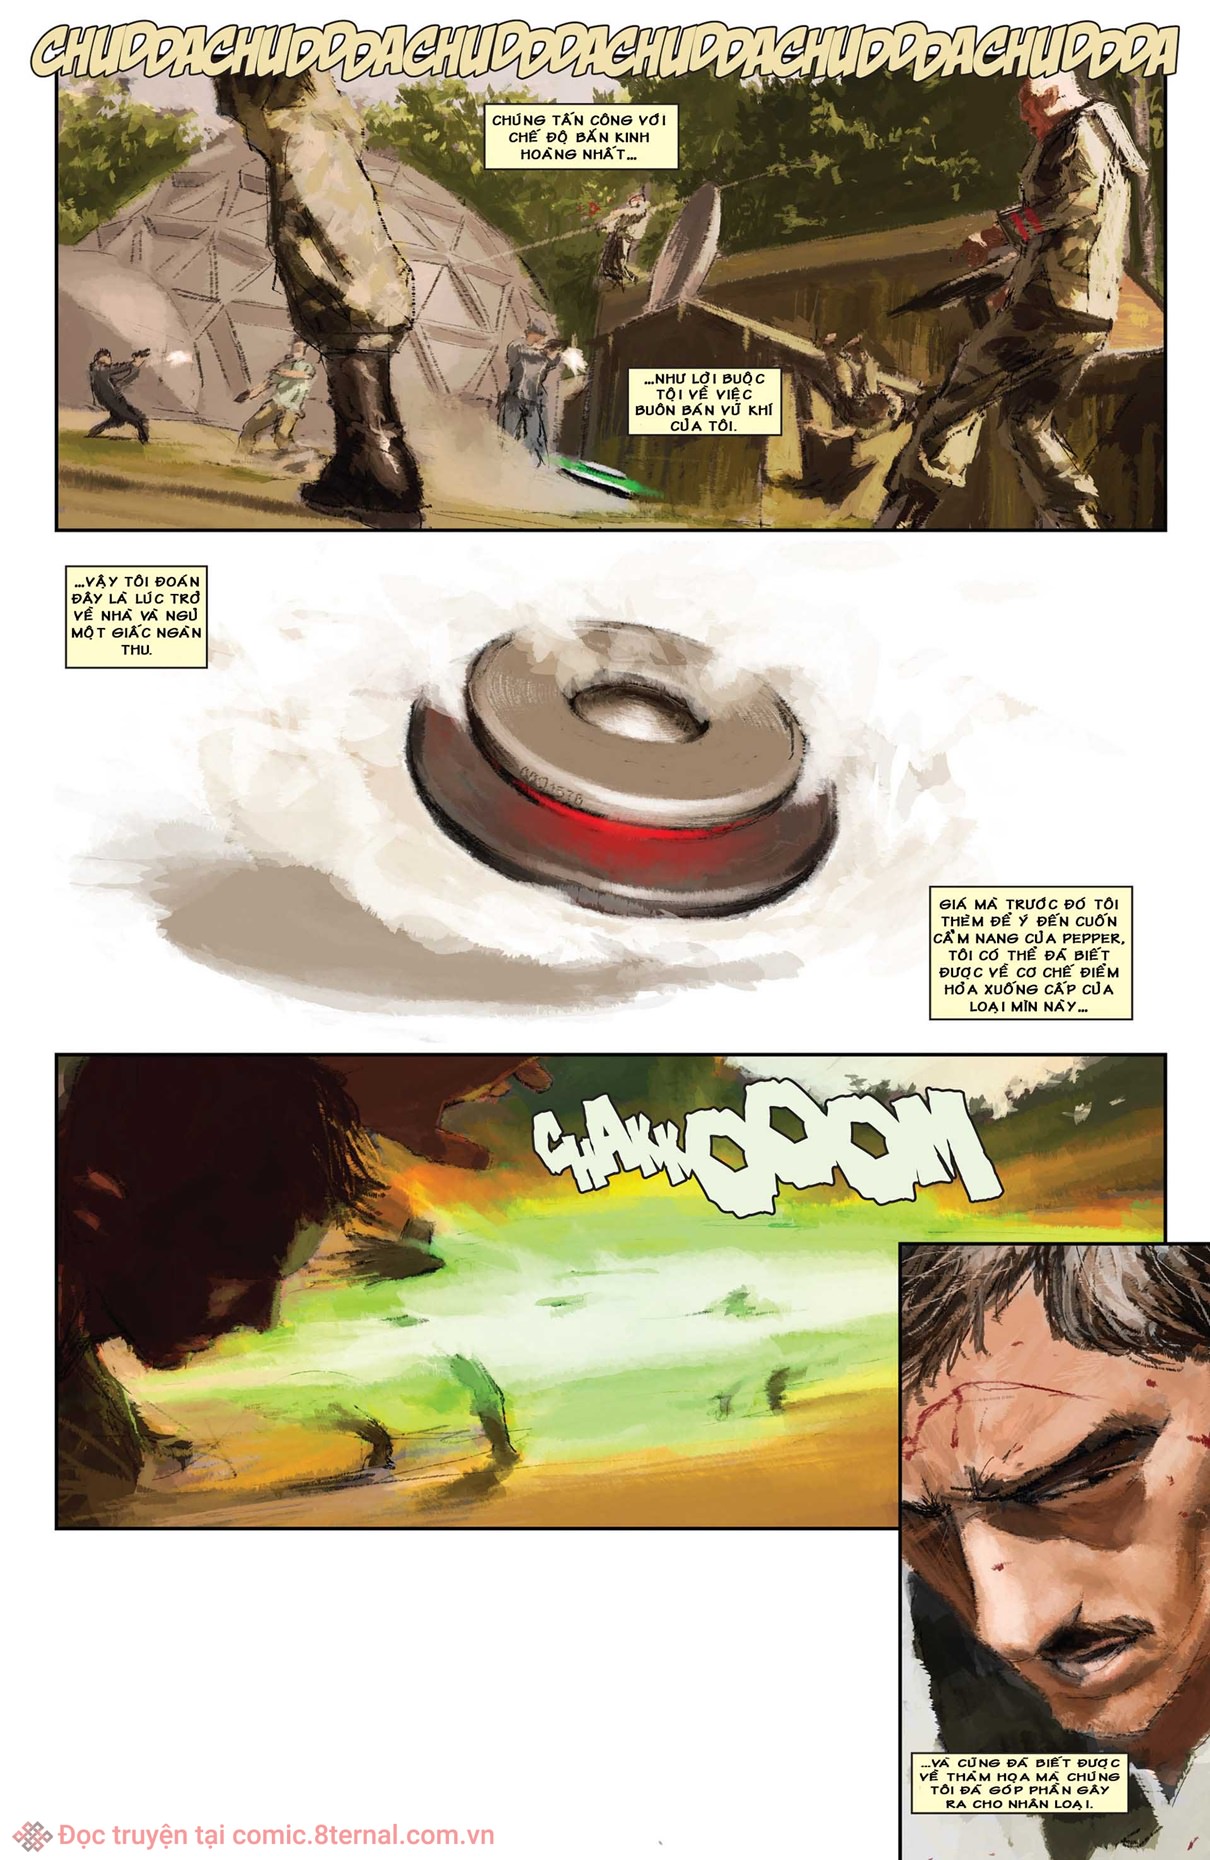 CHUDDACHUDDDACHUDDDACHUDDACHUDDDACHUDDDA
CHÚNG TẤN CÔNG VỚI
CHẾ ĐỘ BẮN KINH
HOÀNG NHẤT...
...NHƯ LỜI BUỘC
TỘI VỀ VIỆC
BUÔN BÁN VŨ KHÍ
CỦA TÔI.
...VẬY TÔI ĐOÁN
ĐÂY LÀ LÚC TRỞ
VỀ NHÀ VÀ NGỦ
MỘT GIẤC NGÀN
THU.
GIÁ MÀ TRƯỚC ĐÓ TÔI
THÈM ĐỂ Ý ĐẾN CUỐN
CẨM NANG CỦA PEPPER,
TÔI CÓ THỂ ĐÃ BIẾT
ĐƯỢC VỀ CƠ CHẾ ĐIỂM
HỎA XUỐNG CẤP CỦA
LOẠI MÌN NÀY...
CHAKKOOOOM
...VÀ CŨNG ĐÃ BIẾT ĐƯỢC
VỀ THẢM HỌA MÀ CHÚNG
TÔI ĐÃ GÓP PHẦN GÂY
RA CHO NHÂN LOẠI.
Đọc truyện tại comic.8ternal.com.vn